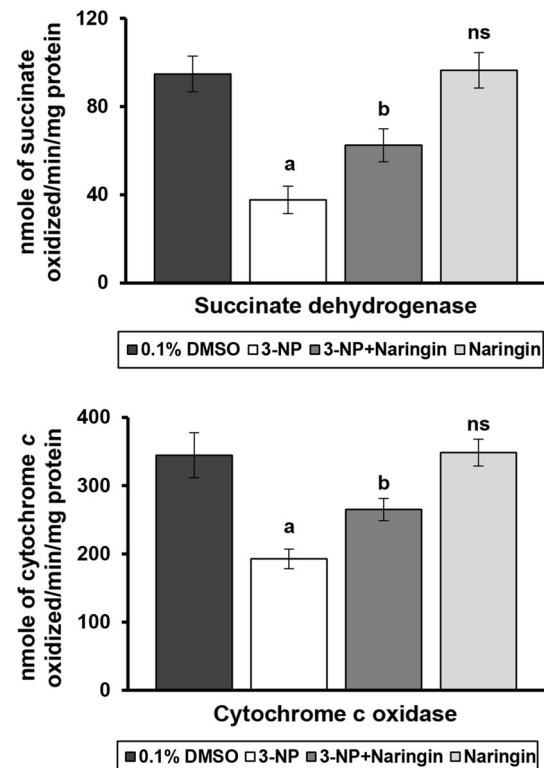 120
80
40
0
nmole of succinate
oxidized/min/mg protein
a
b
ns
Succinate dehydrogenase
0.1% DMSO 3-NP 3-NP+Naringin Naringin
400
300
200
100
0
nmole of cytochrome c
oxidized/min/mg protein
a
b
ns
Cytochrome c oxidase
0.1% DMSO 3-NP 3-NP+Naringin Naringin